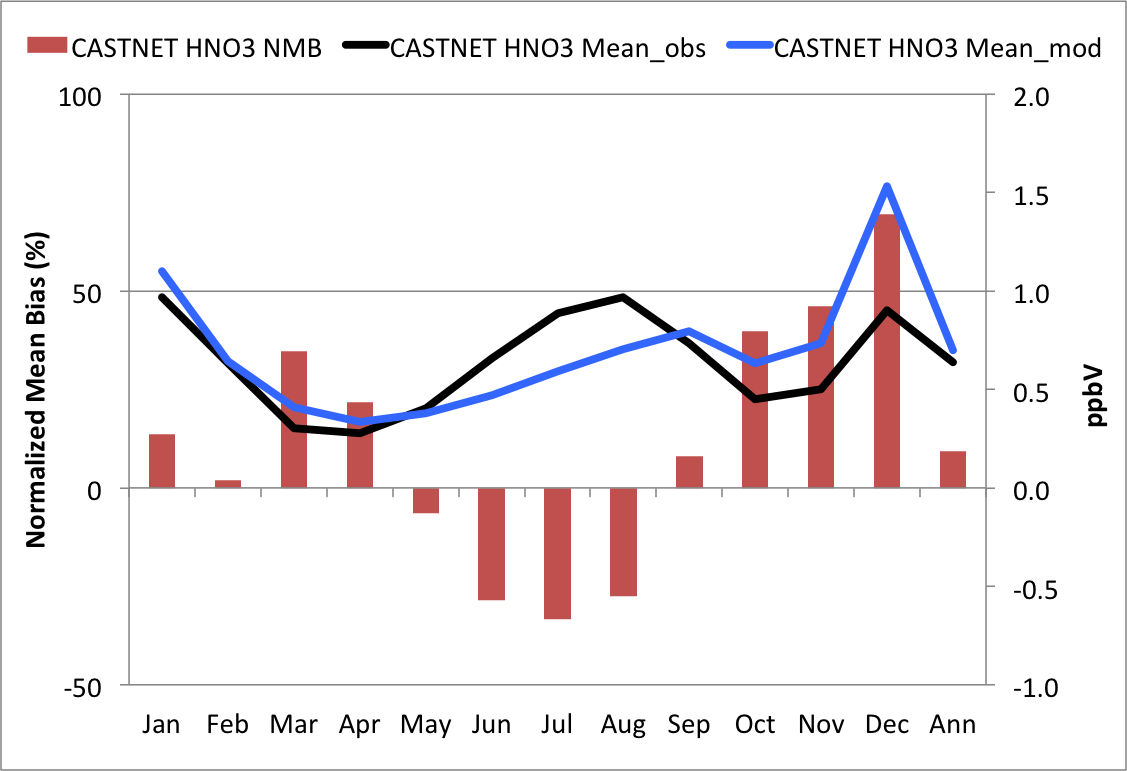 CASTNET HNO3 NMB CASTNET HNO3 Mean_obs CASTNET HNO3 Mean_mod
100
50
0
-50
Normalized Mean Bias (%)
2.0
1.5
1.0
0.5
0.0
-0.5
-1.0
ppbV
Jan Feb Mar Apr May Jun Jul Aug Sep Oct Nov Dec Ann